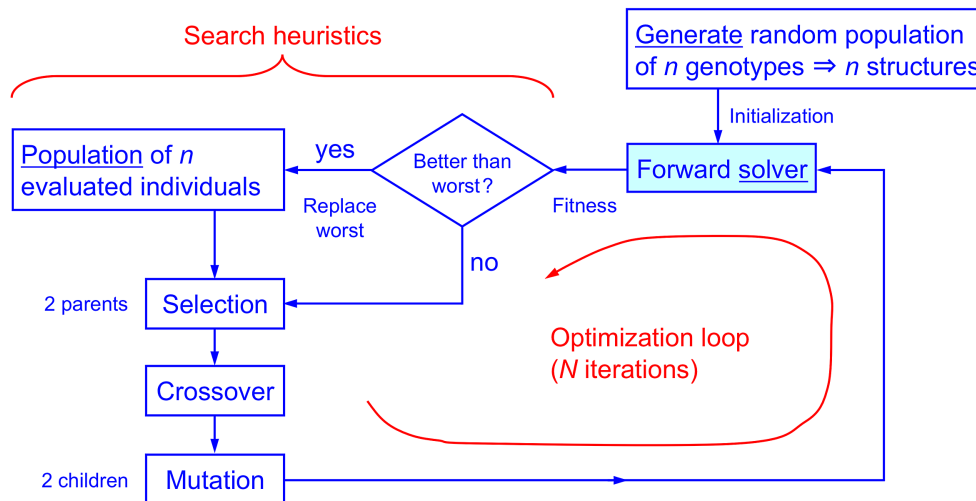 Search heuristics
Generate random population
of n genotypes ⇒ n structures
Initialization
Population of n
evaluated individuals
yes
Replace
worst
Better than
worst?
Fitness
Forward solver
no
2 parents
Selection
Optimization loop
(N iterations)
Crossover
2 children
Mutation